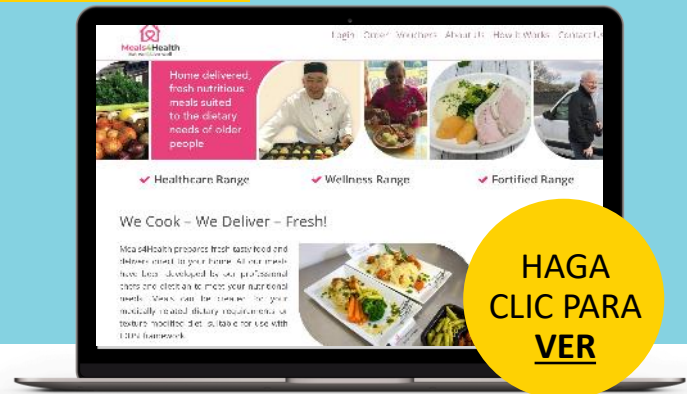 Meals4Health
Login Order Vouchers About Us How it Works Contact Us
Home delivered,
fresh nutritious
meals suited
to the dietary
needs of older
people
Healthcare Range
Wellness Range
Fortified Range
We Cook – We Deliver – Fresh!
Meals4Health prepares fresh tasty food and
delivers direct to your home. All our meals
have been developed by our professional
chefs and dietitian to meet your nutritional
needs. Meals can be created for your
medically related dietary requirements or
texture modified diet, suitable for use with
IDDSI framework
HAGA
CLIC PARA
VER